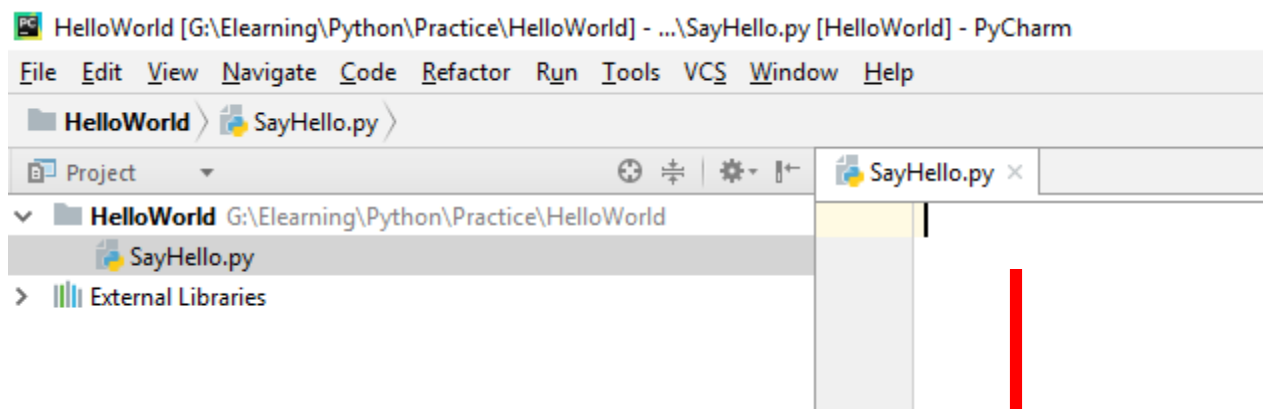 PC HelloWorld [G:\Elearning\Python\Practice\HelloWorld] - ...\SayHello.py [HelloWorld] - PyCharm
File Edit View Navigate Code Refactor Run Tools VCS Window Help
HelloWorld SayHello.py
Project SayHello.py
HelloWorld G:\Elearning\Python\Practice\HelloWorld
SayHello.py
External Libraries